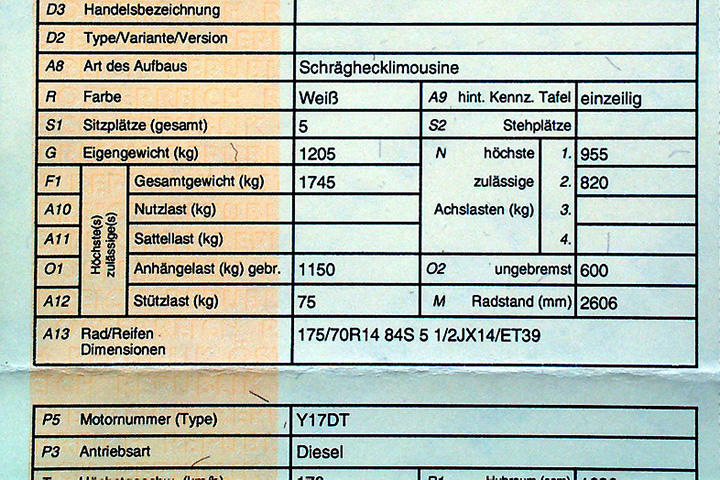 D3 Handelsbezeichnung
D2 Type/Variante/Version
A8 Art des Aufbaus Schräghecklimousine
R Farbe Weiß A9 hint. Kennz. Tafel einzeilig
S1 Sitzplätze (gesamt) 5 S2 Stehplätze
G Eigengewicht (kg) 1205 N höchste 1. 955
F1 Höchste(s) zulässige(s) Gesamtgewicht (kg) 1745 zulässige 2. 820
A10 Nutzlast (kg) Achslasten (kg) 3.
A11 Sattellast (kg) 4.
O1 Anhängelast (kg) gebr. 1150 O2 ungebremst 600
A12 Stützlast (kg) 75 M Radstand (mm) 2606
A13 Rad/Reifen 175/70R14 84S 5 1/2JX14/ET39
Dimensionen
P5 Motornummer (Type) Y17DT
P3 Antriebsart Diesel